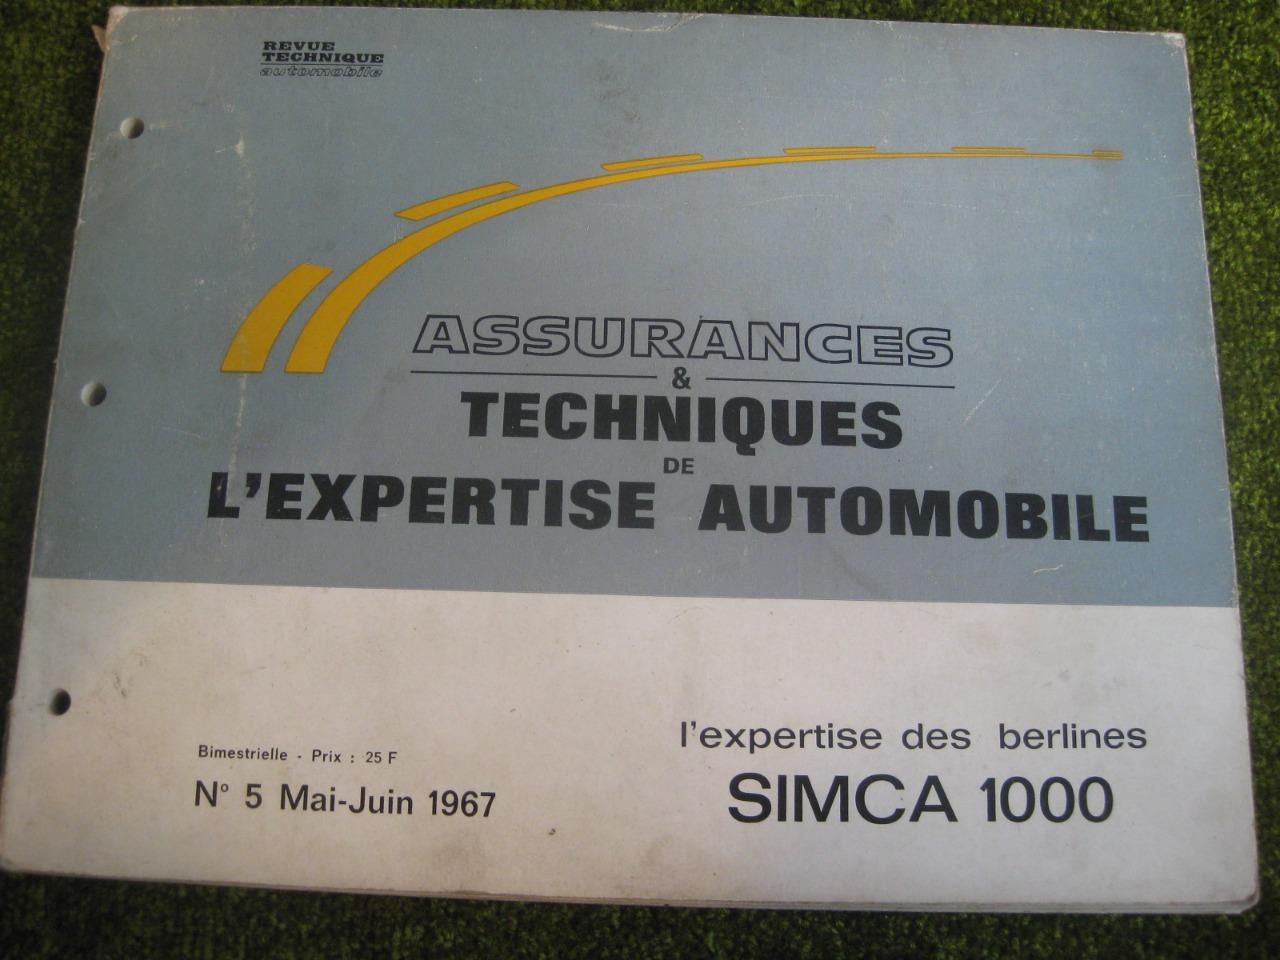 REVUE
TECHNIQUE
automobile
ASSURANCES
&
TECHNIQUES
DE
L'EXPERTISE AUTOMOBILE
Bimestrielle - Prix : 25 F
N° 5 Mai-Juin 1967
l'expertise des berlines
SIMCA 1000